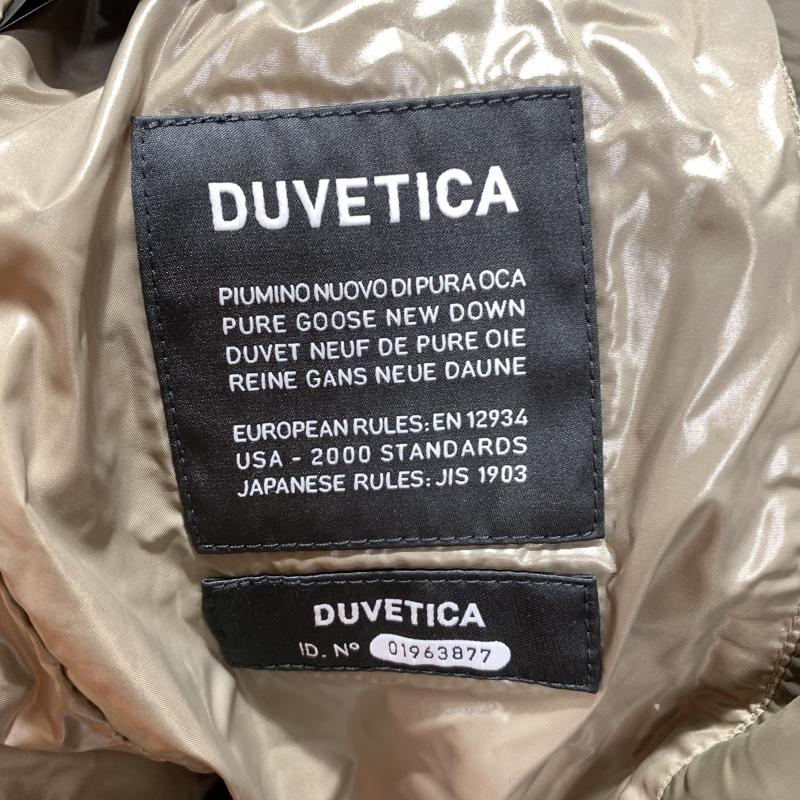 DUVETICA
PIUMINO NUOVO DI PURA OCA
PURE GOOSE NEW DOWN
DUVET NEUF DE PURE OIE
REINE GANS NEUE DAUNE
EUROPEAN RULES: EN 12934
USA - 2000 STANDARDS
JAPANESE RULES: JIS 1903
DUVETICA
ID. Nº 01963877